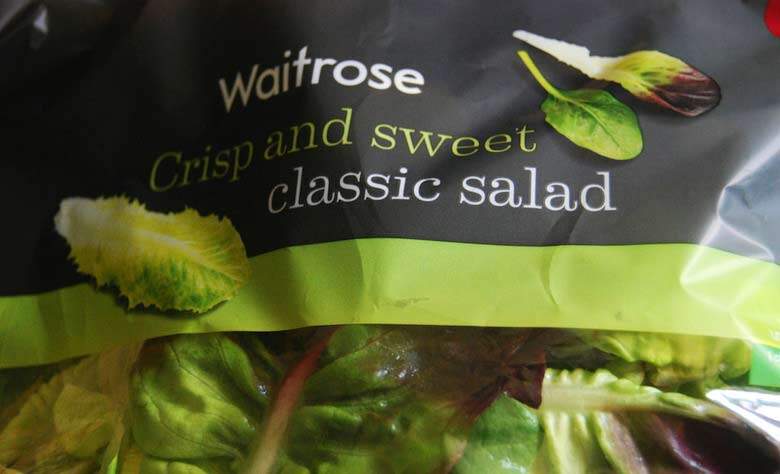 Waitrose
Crisp and sweet
classic salad